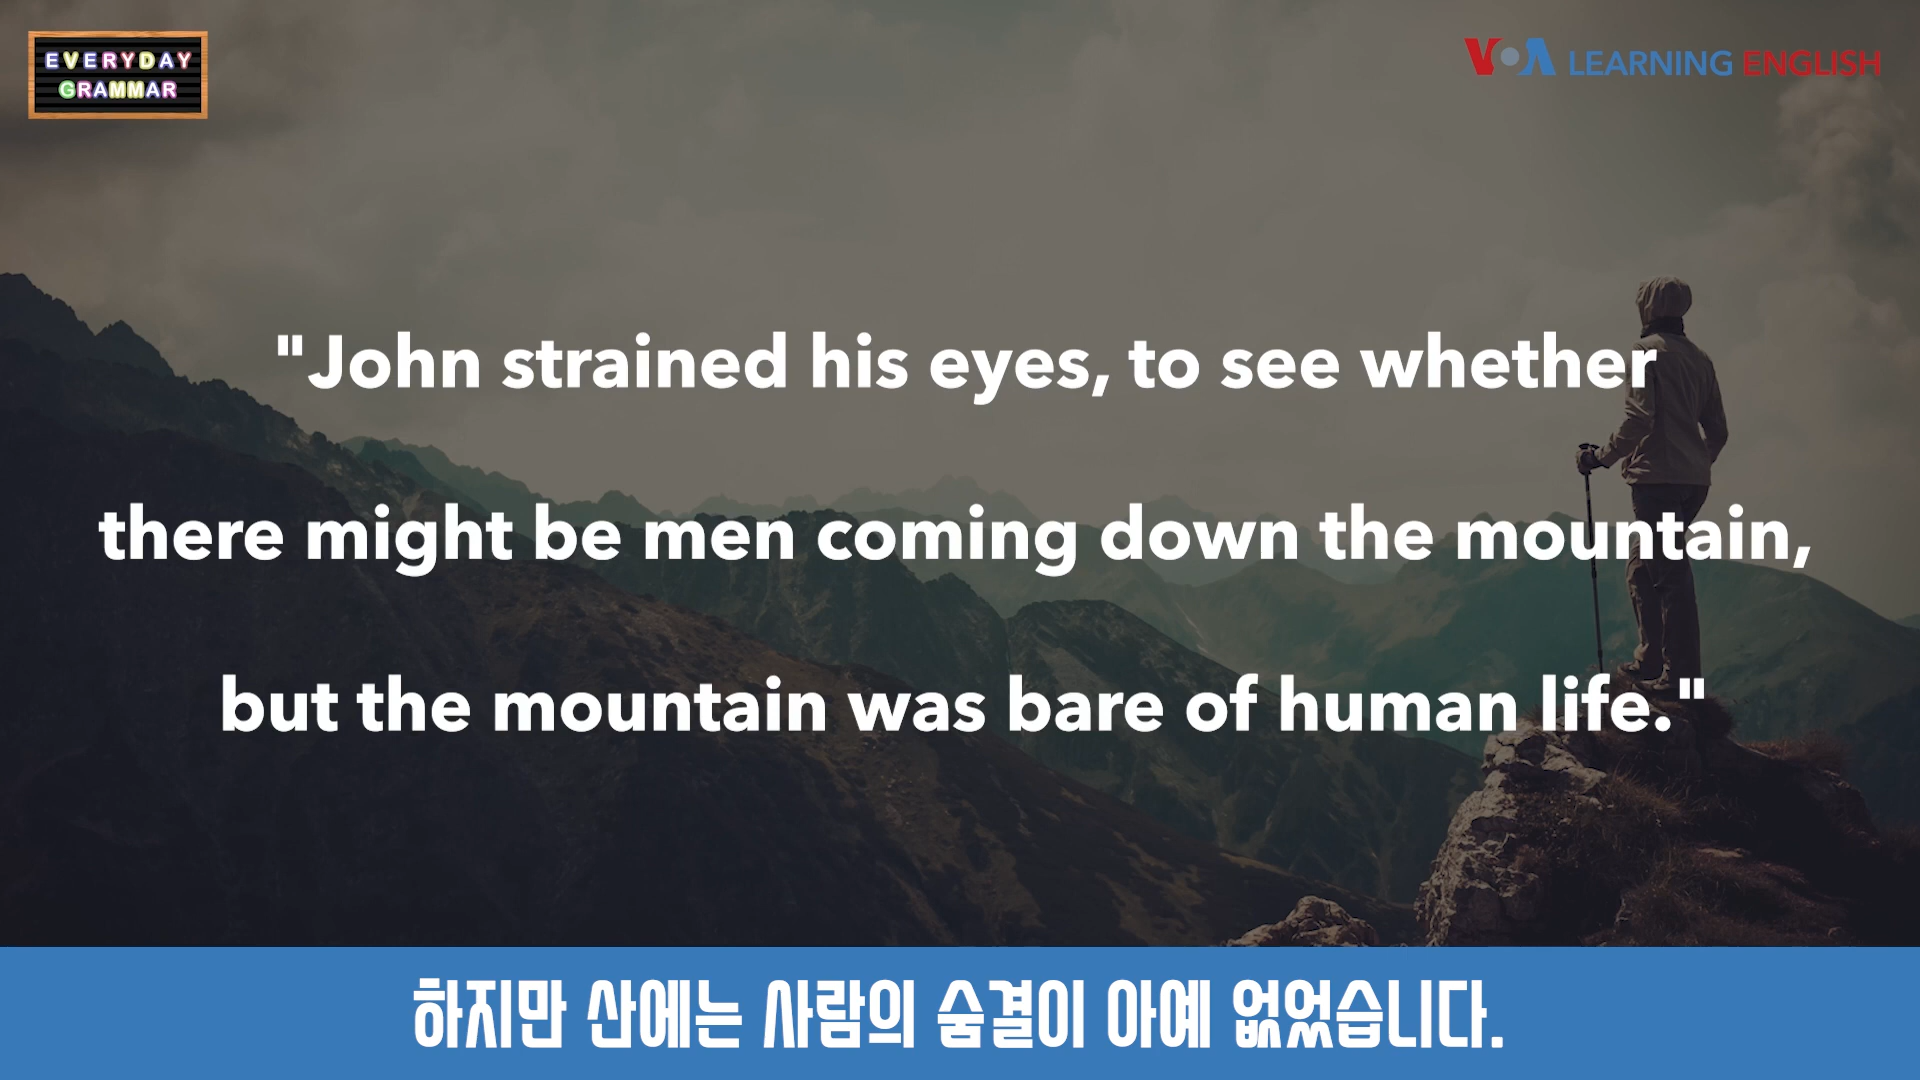 EVERYDAY
GRAMMAR
VOA LEARNING ENGLISH
"John strained his eyes, to see whether
there might be men coming down the mountain,
but the mountain was bare of human life."
하지만 산에는 사람의 숨결이 아예 없었습니다.